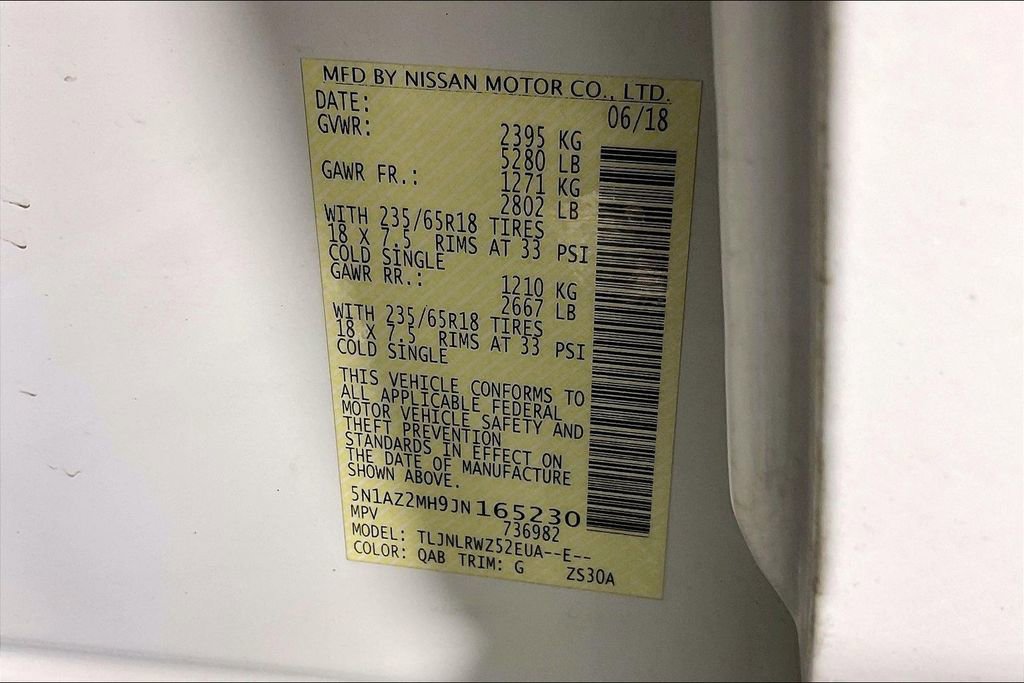 MFD BY NISSAN MOTOR CO., LTD.
DATE: 06/18
GVWR: 2395 KG
5280 LB
GAWR FR.: 1271 KG
2802 LB
WITH 235/65R18 TIRES
18 X 7.5 RIMS AT 33 PSI
COLD SINGLE
GAWR RR.: 1210 KG
2667 LB
WITH 235/65R18 TIRES
18 X 7.5 RIMS AT 33 PSI
COLD SINGLE
THIS VEHICLE CONFORMS TO
ALL APPLICABLE FEDERAL
MOTOR VEHICLE SAFETY AND
THEFT PREVENTION
STANDARDS IN EFFECT ON
THE DATE OF MANUFACTURE
SHOWN ABOVE.
5N1AZ2MH9JN165230
MPV 736982
MODEL: TLJNLRWZ52EUA--E--
COLOR: QAB TRIM: G ZS30A